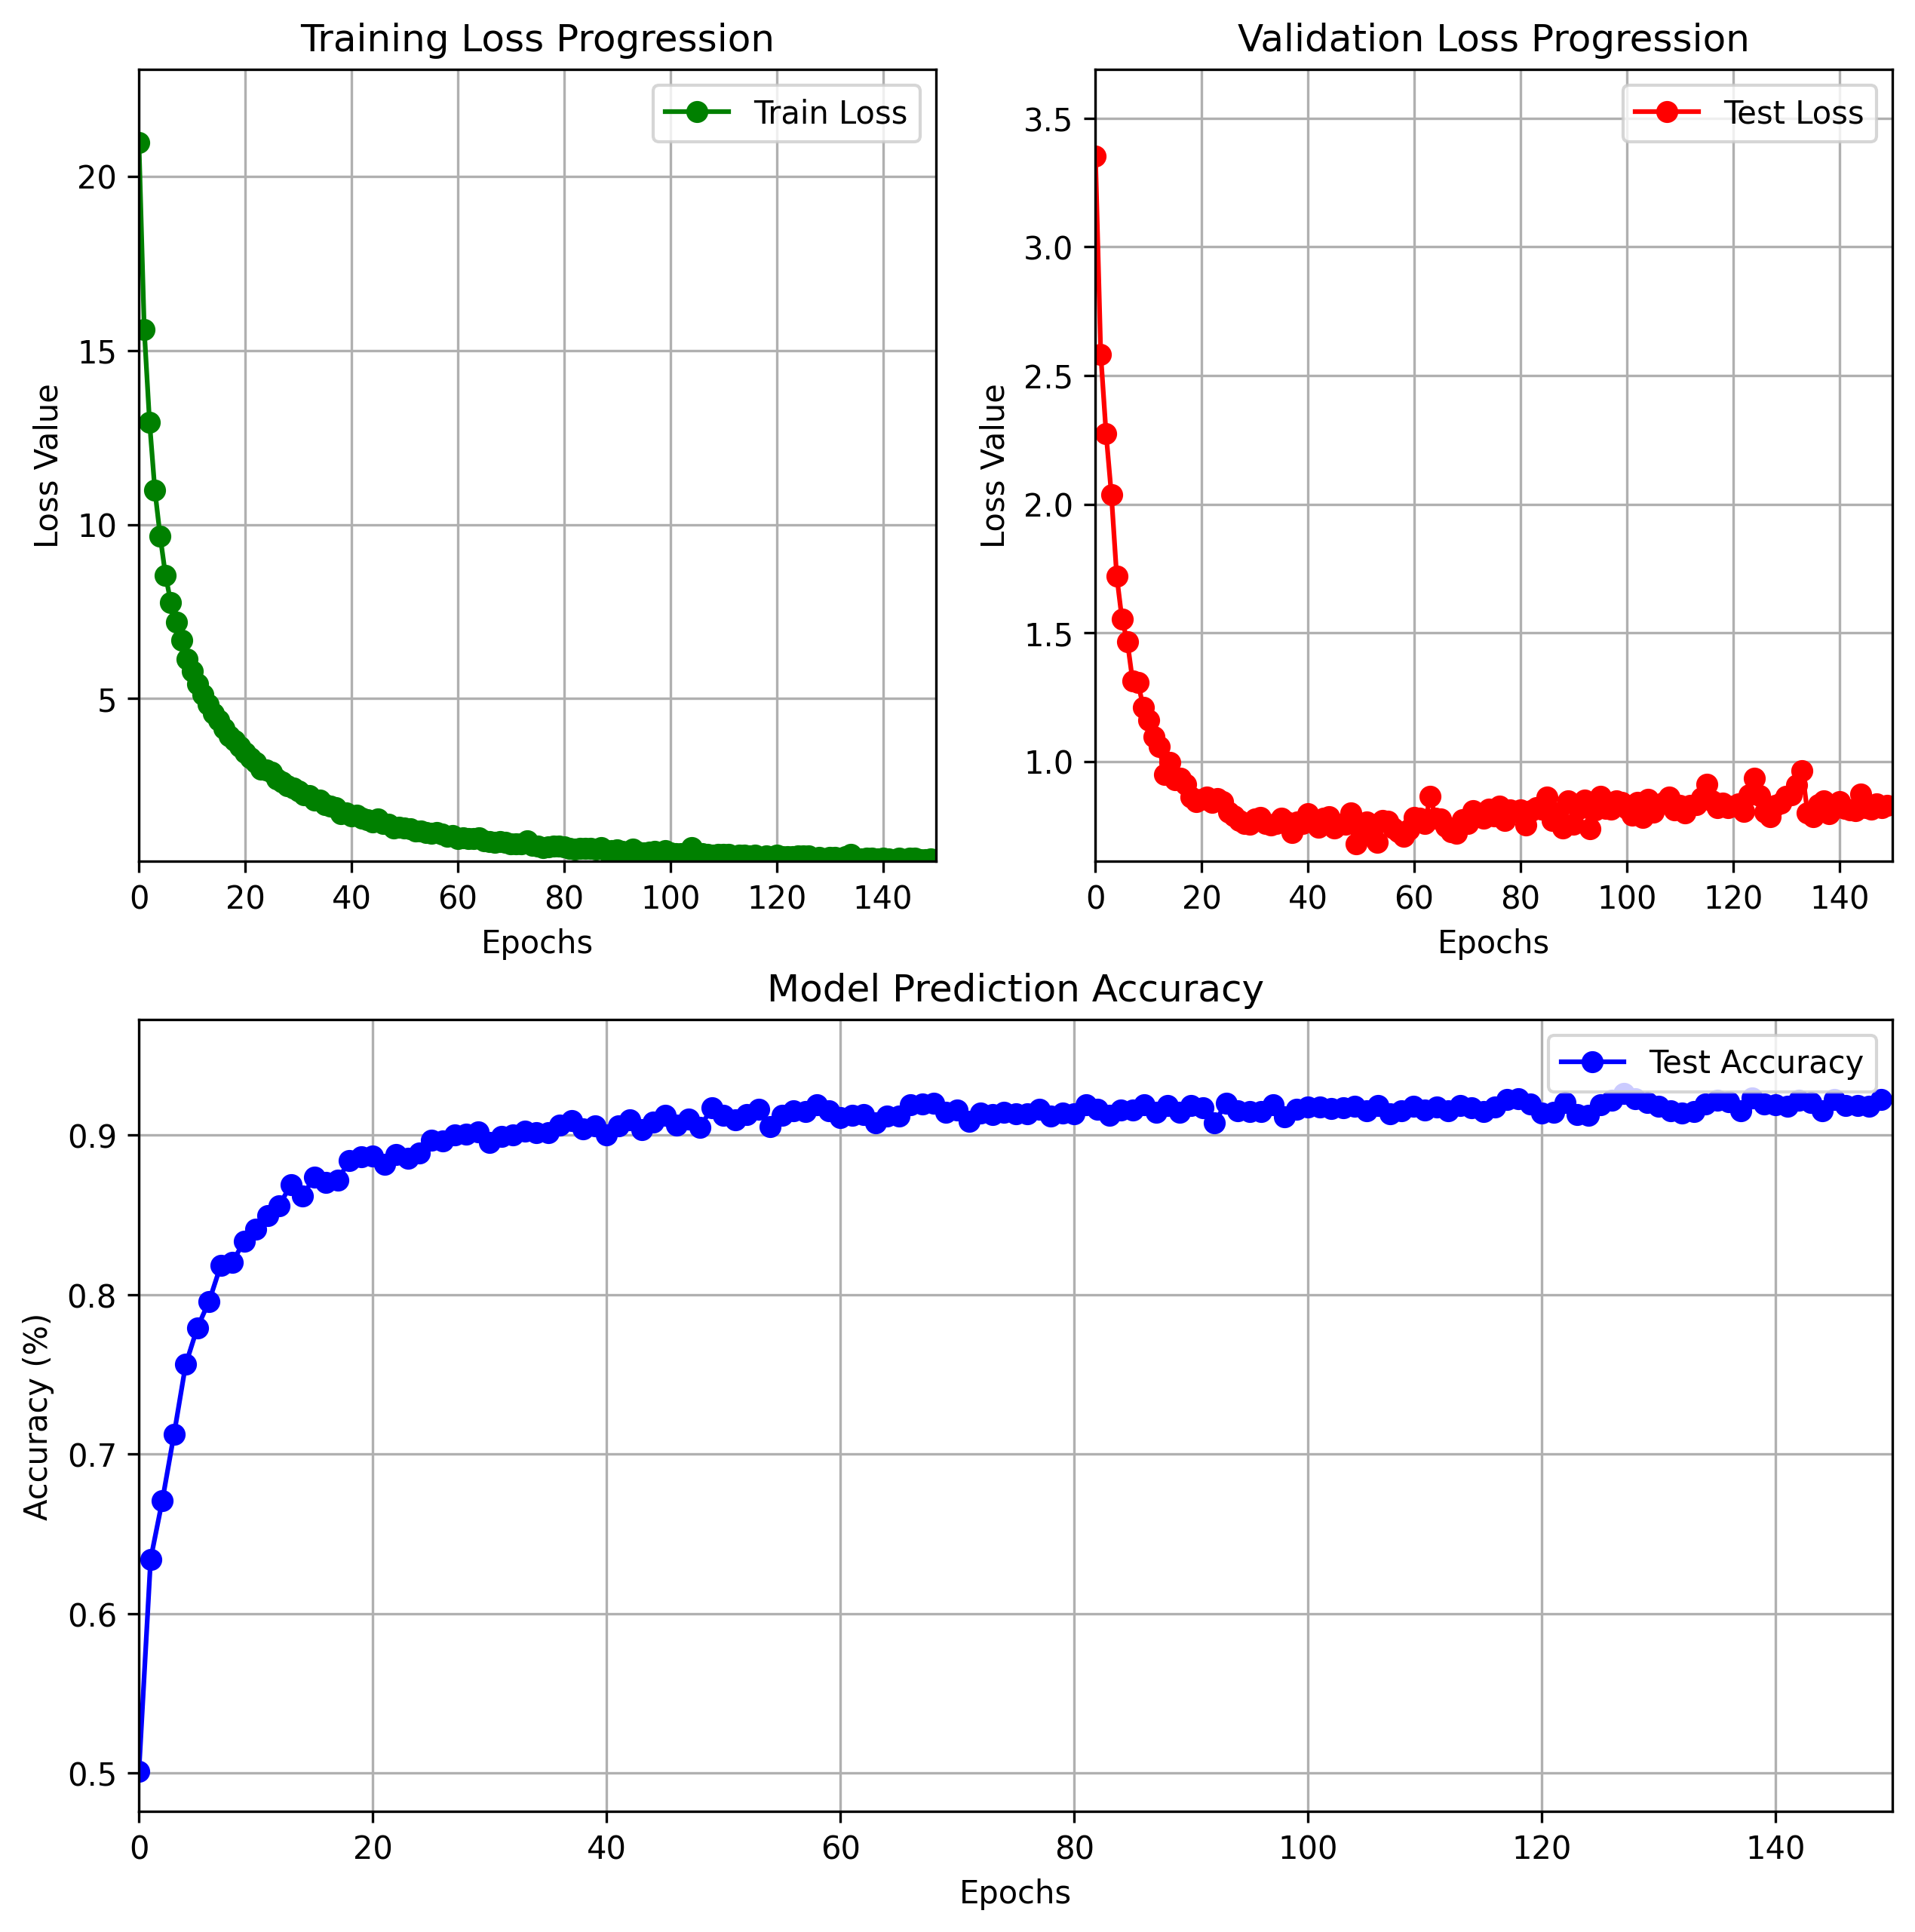 Training Loss Progression
Train Loss
20
15
10
5
Loss Value
0 20 40 60 80 100 120 140
Epochs
Validation Loss Progression
Test Loss
3.5
3.0
2.5
2.0
1.5
1.0
Loss Value
0 20 40 60 80 100 120 140
Epochs
Model Prediction Accuracy
Test Accuracy
0.9
0.8
0.7
0.6
0.5
Accuracy (%)
0 20 40 60 80 100 120 140
Epochs